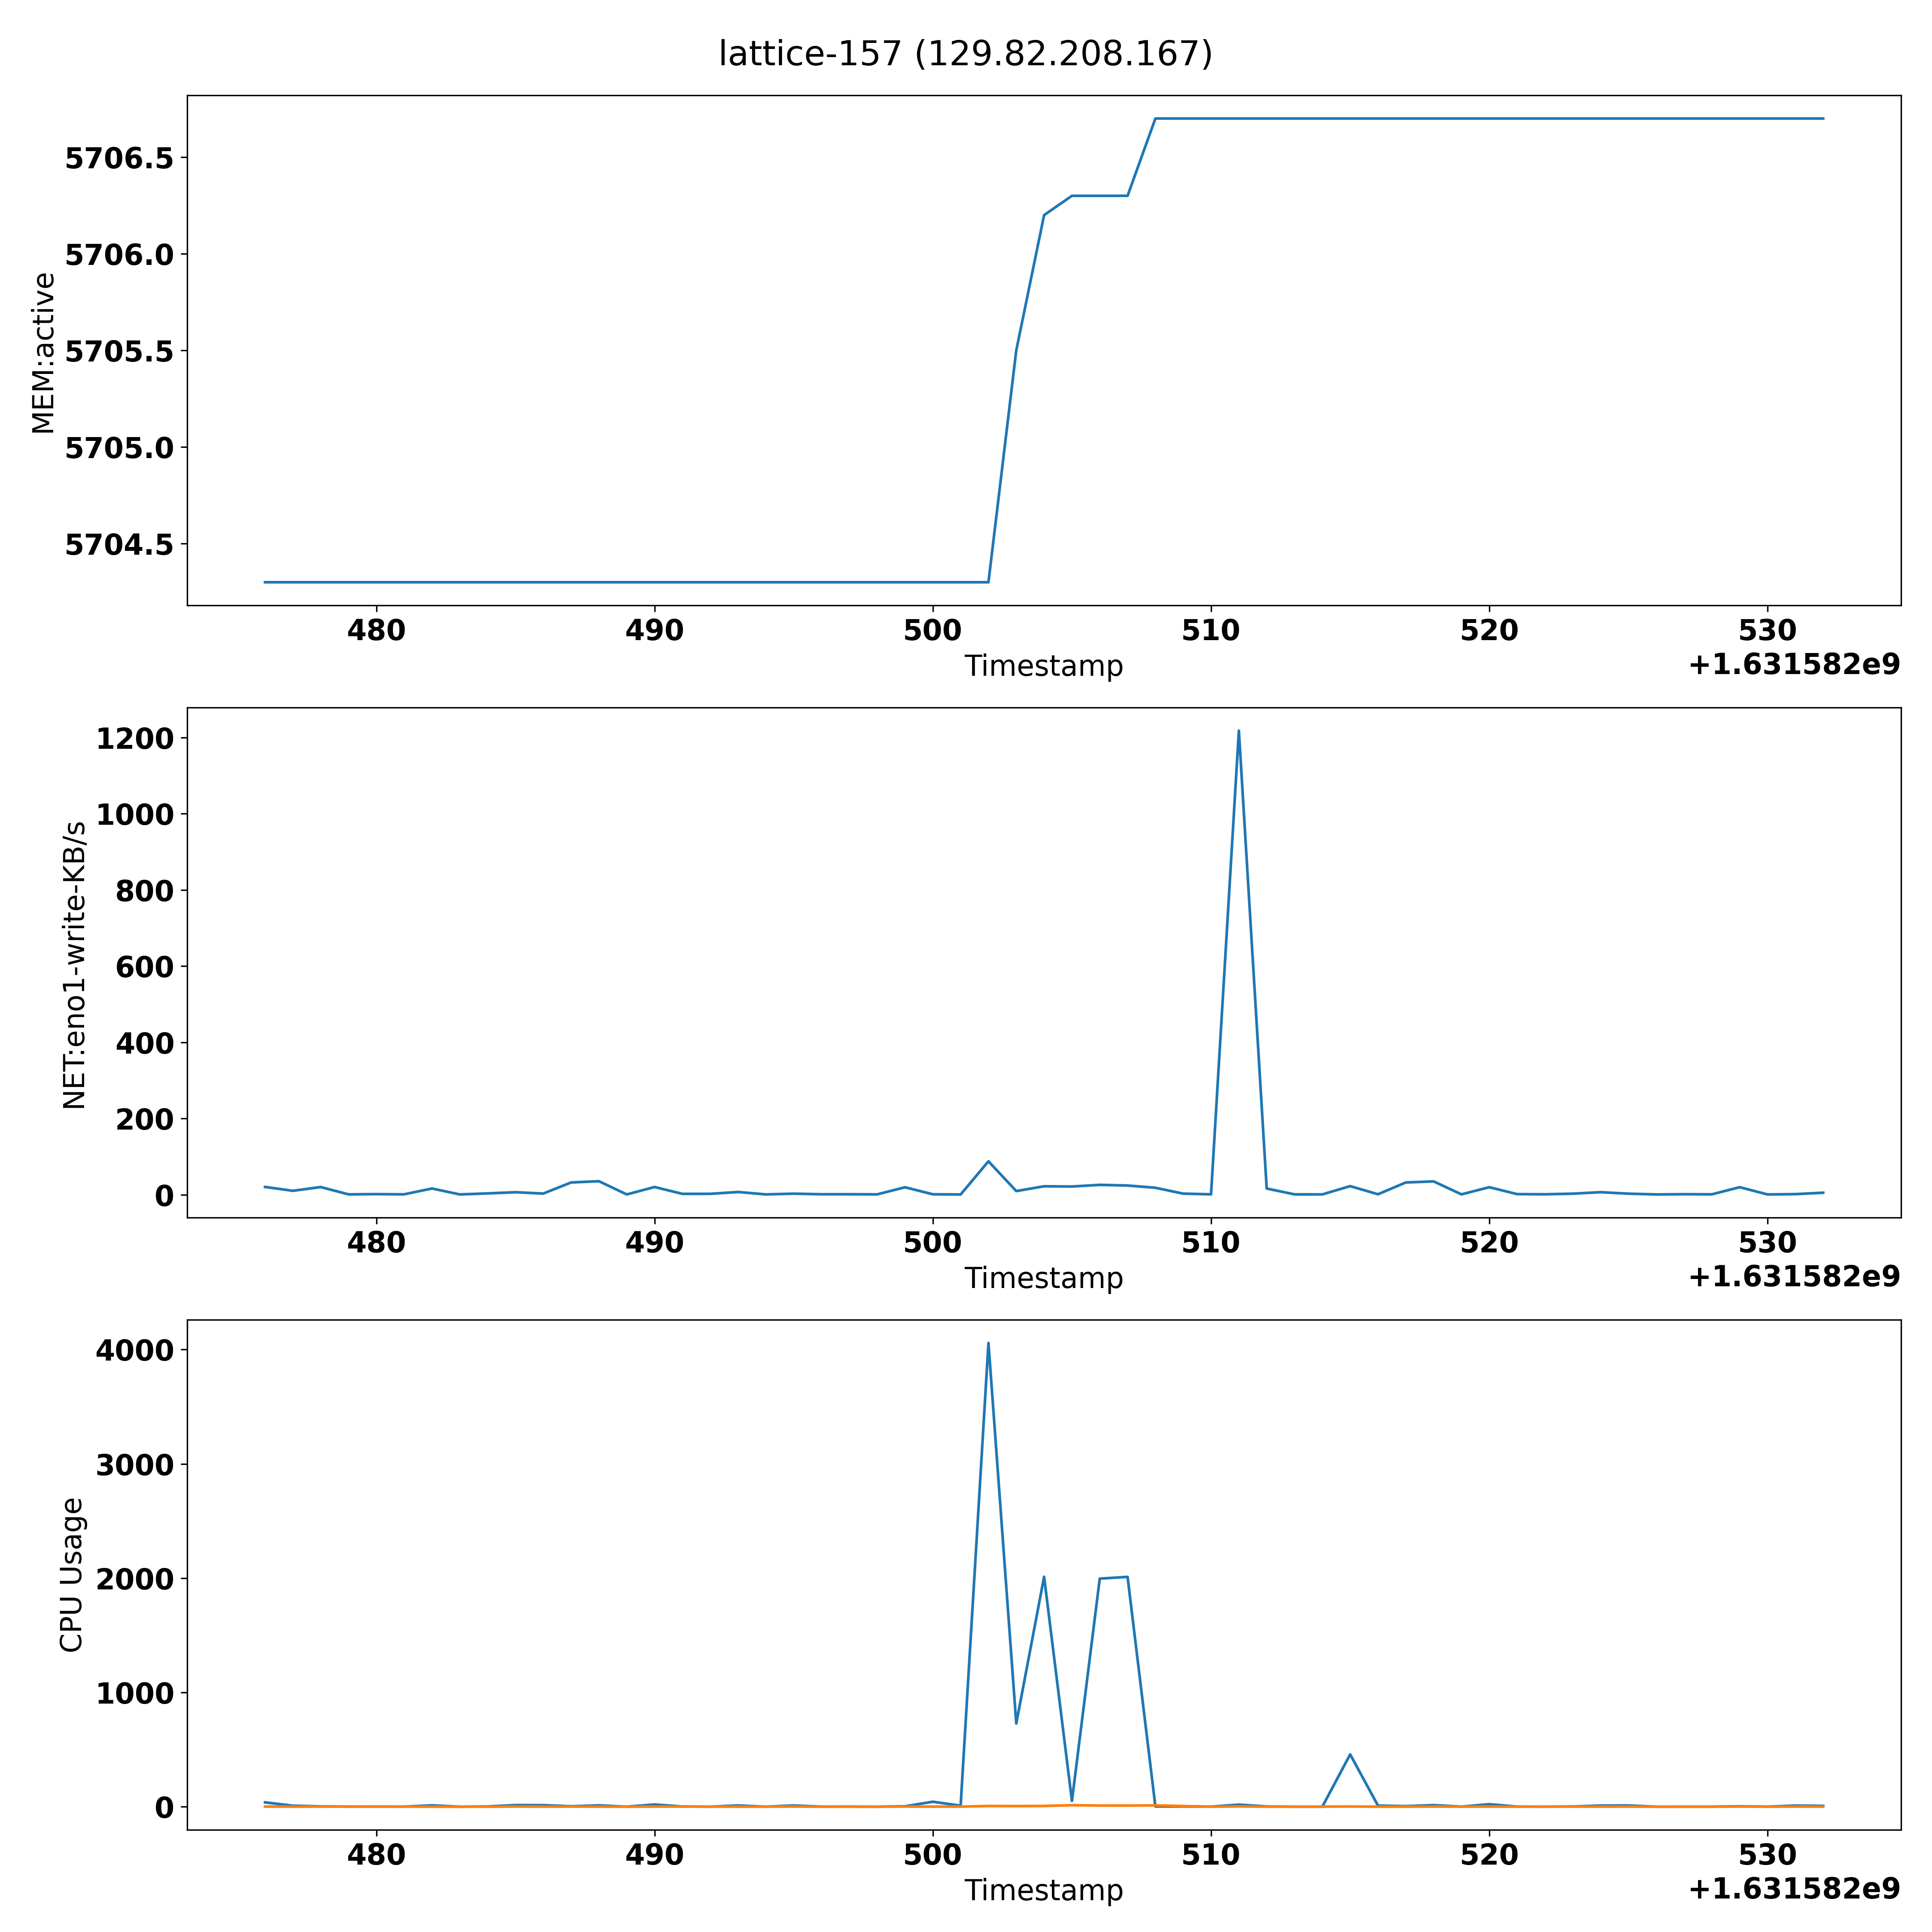 lattice-157 (129.82.208.167)
MEM:active
5706.5
5706.0
5705.5
5705.0
5704.5
480 490 500 510 520 530
Timestamp
+1.631582e9
NET:eno1-write-KB/s
1200
1000
800
600
400
200
0
480 490 500 510 520 530
Timestamp
+1.631582e9
CPU Usage
4000
3000
2000
1000
0
480 490 500 510 520 530
Timestamp
+1.631582e9